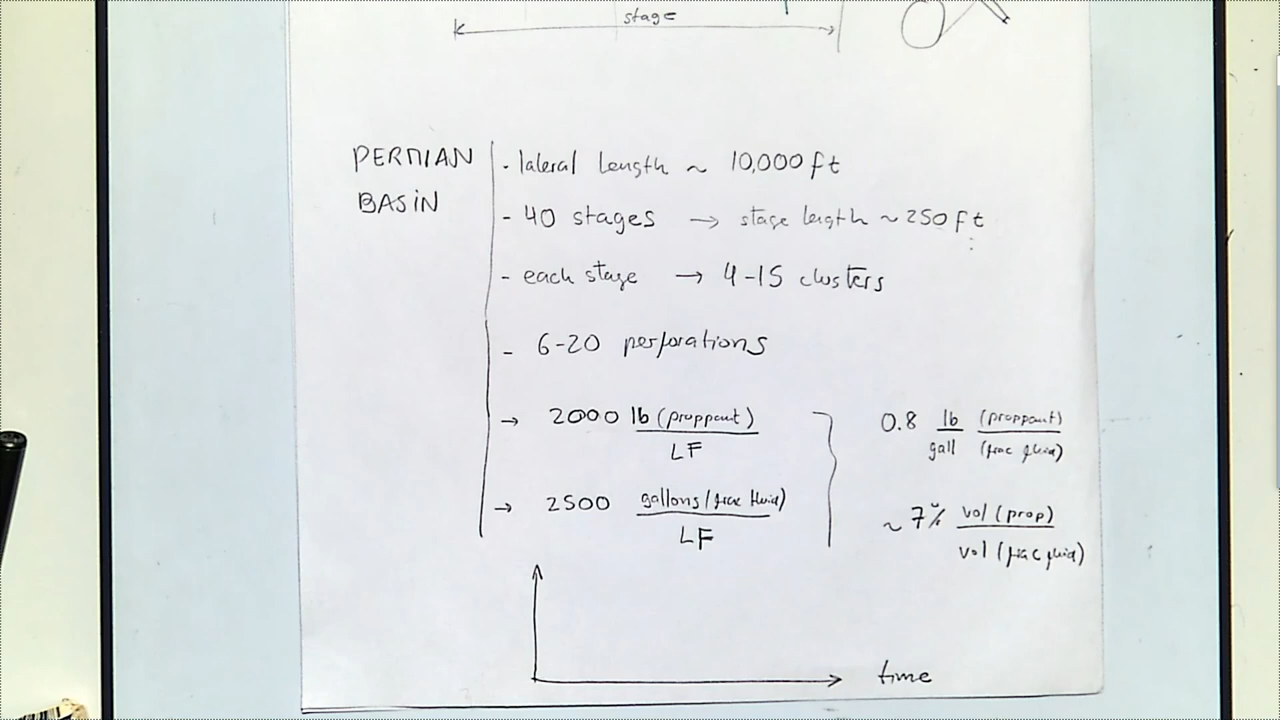 stage
PERMIAN
BASIN
- lateral length ~ 10,000 ft
- 40 stages → stage length ~ 250 ft
- each stage → 4-15 clusters
- 6-20 perforations
→ 2000 lb (proppant) / LF
0.8 lb / gall (proppant) / (frac fluid)
→ 2500 gallons (frac fluid) / LF
~ 7% vol (prop) / vol (frac fluid)
time